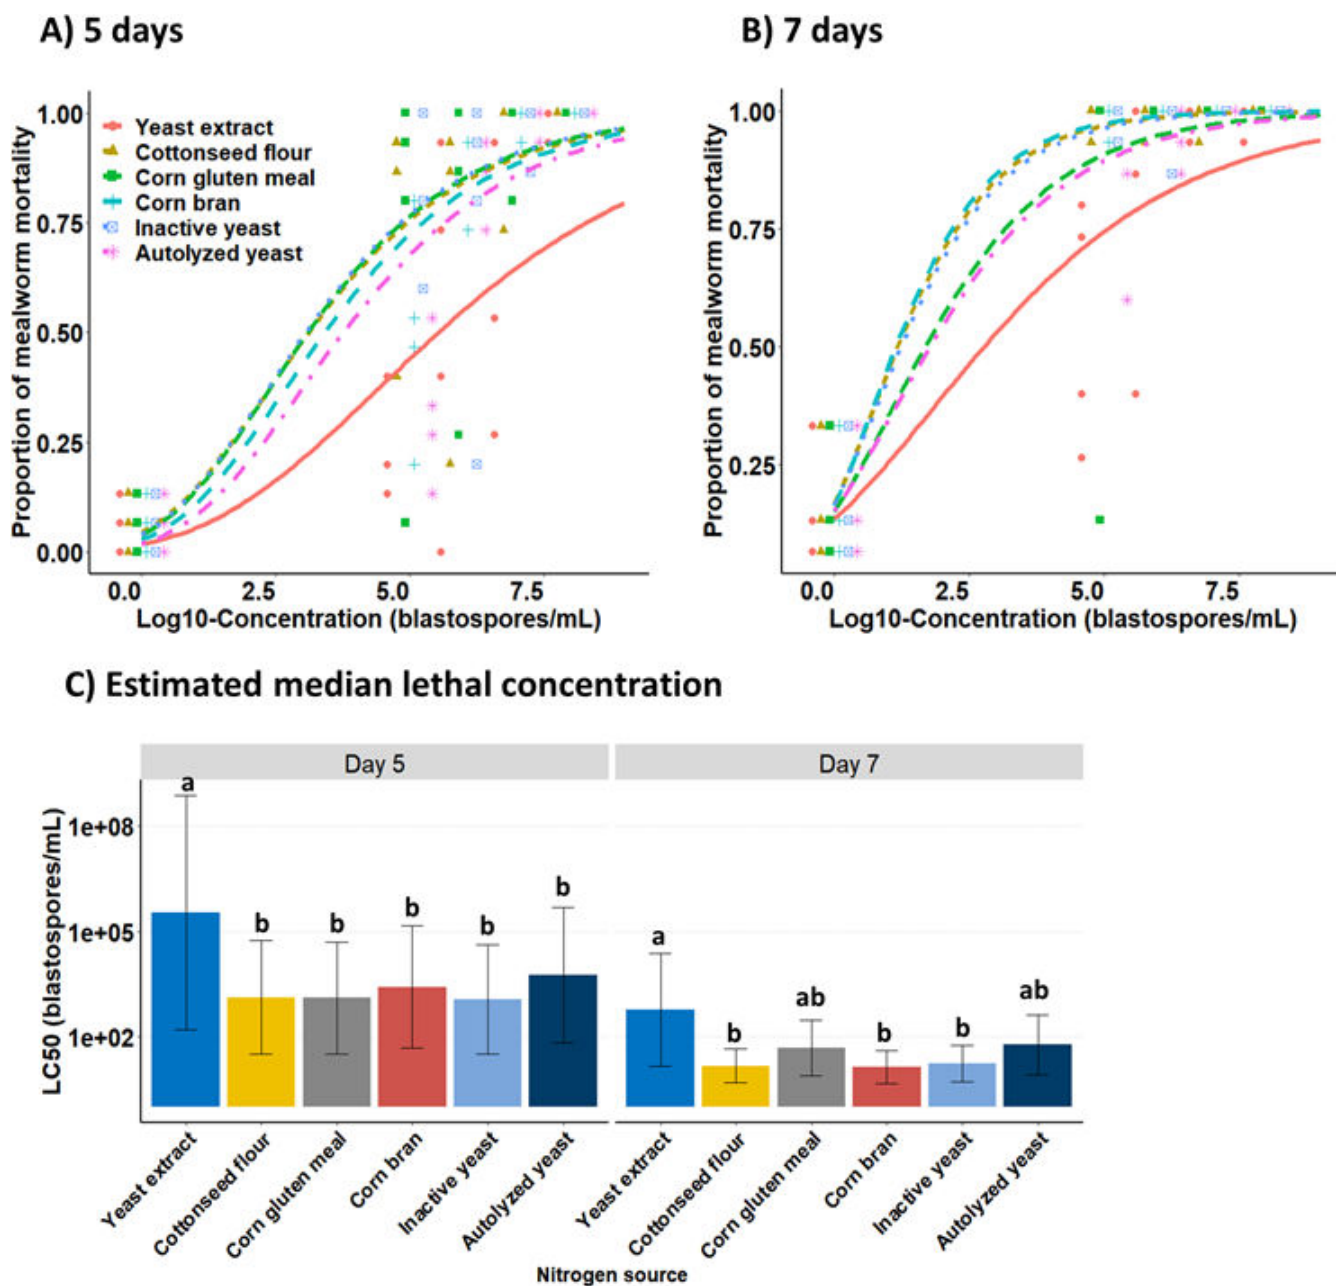 A) 5 days
B) 7 days
Proportion of mealworm mortality
1.00
0.75
0.50
0.25
0.00
Yeast extract
Cottonseed flour
Corn gluten meal
Corn bran
Inactive yeast
Autolyzed yeast
0.0 2.5 5.0 7.5
Log10-Concentration (blastospores/mL)
Proportion of mealworm mortality
1.00
0.75
0.50
0.25
0.0 2.5 5.0 7.5
Log10-Concentration (blastospores/mL)
C) Estimated median lethal concentration
Day 5
Day 7
LC50 (blastospores/mL)
1e+08
1e+05
1e+02
a b b b b b
a b ab b b ab
Yeast extract
Cottonseed flour
Corn gluten meal
Corn bran
Inactive yeast
Autolyzed yeast
Yeast extract
Cottonseed flour
Corn gluten meal
Corn bran
Inactive yeast
Autolyzed yeast
Nitrogen source